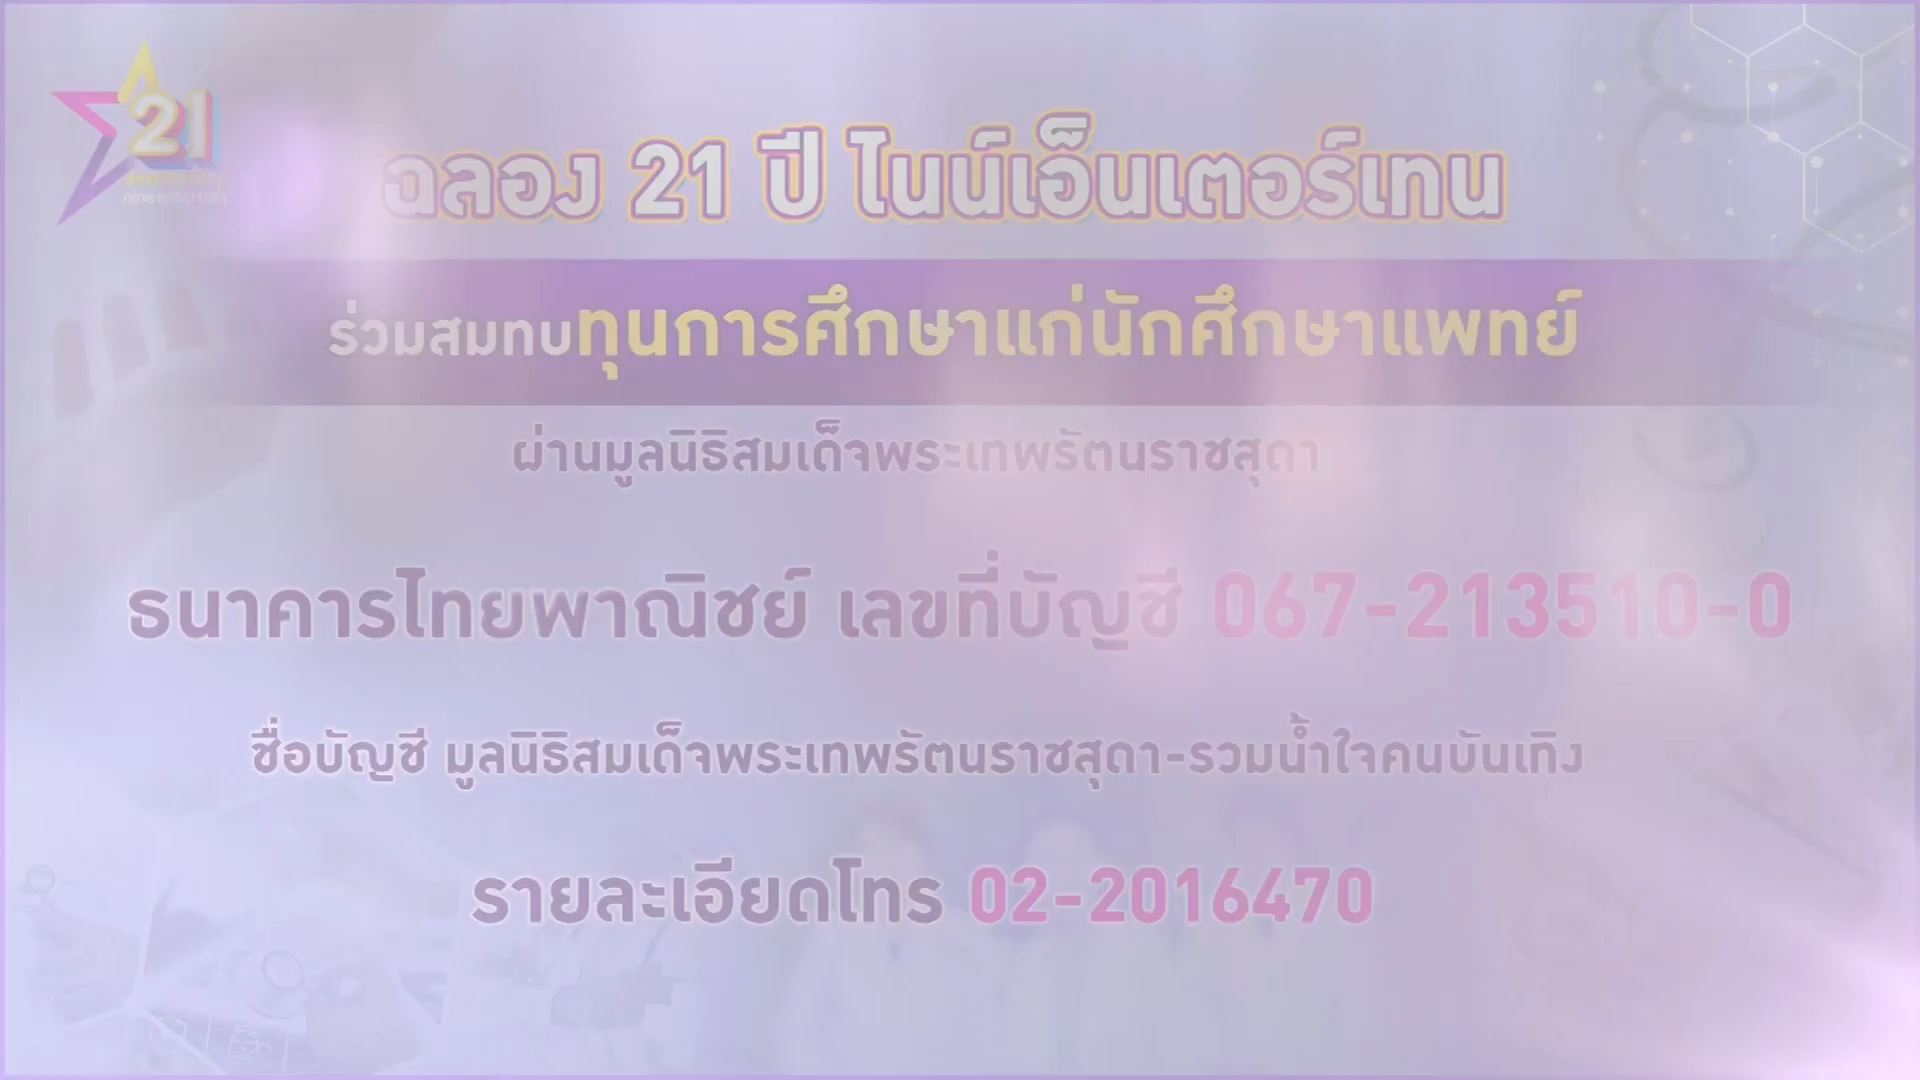 21
nine entertain
ฉลอง 21 ปี ไนน์เอ็นเตอร์เทน
ร่วมสมทบทุนการศึกษาแก่นักศึกษาแพทย์
ผ่านมูลนิธิสมเด็จพระเทพรัตนราชสุดา
ธนาคารไทยพาณิชย์ เลขที่บัญชี 067-213510-0
ชื่อบัญชี มูลนิธิสมเด็จพระเทพรัตนราชสุดา-รวมน้ำใจคนบันเทิง
รายละเอียดโทร 02-2016470